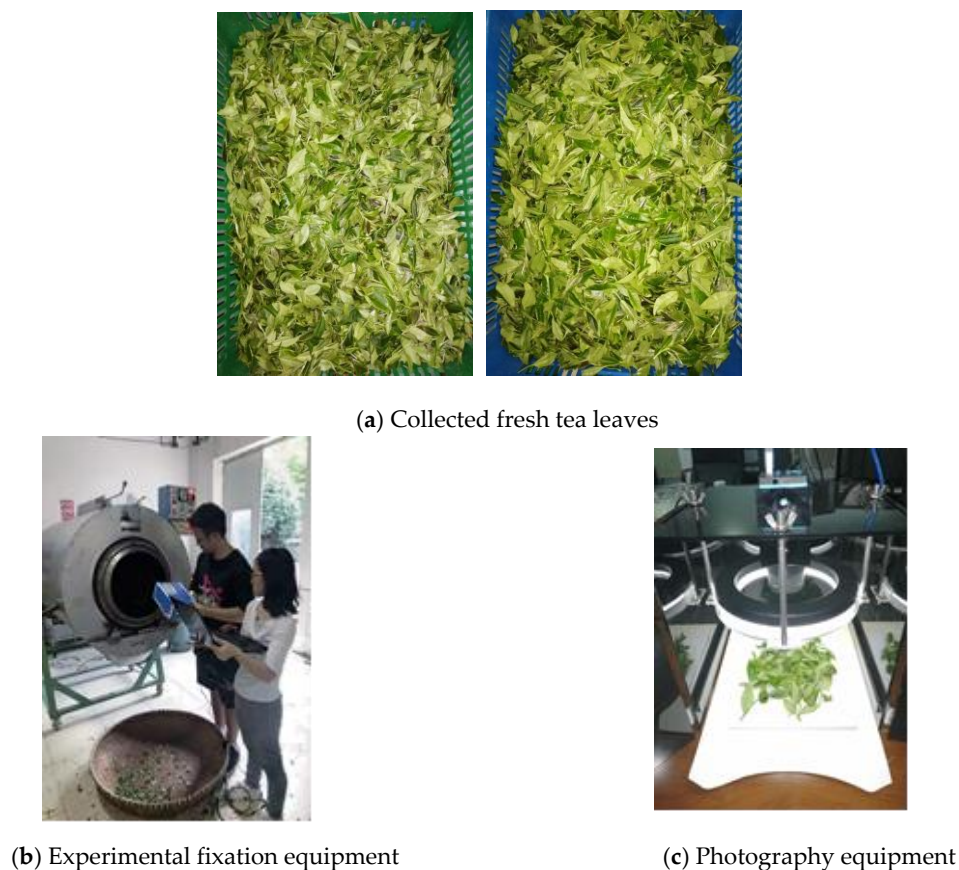 (a) Collected fresh tea leaves
(b) Experimental fixation equipment
(c) Photography equipment